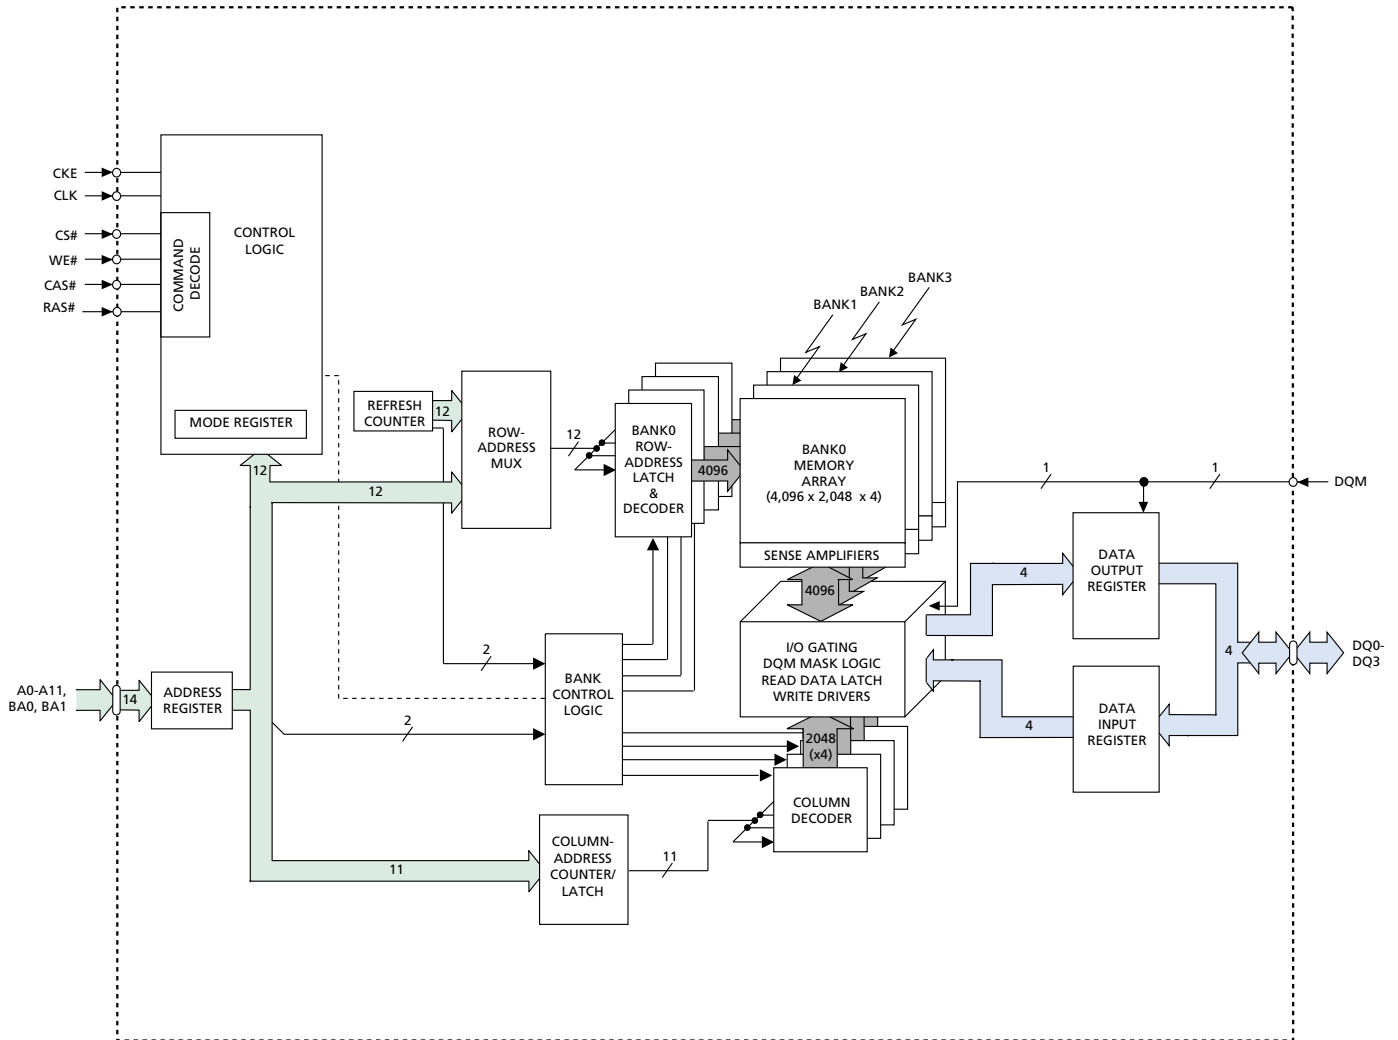 CKE
CLK
CS#
WE#
CAS#
RAS#
CONTROL
LOGIC
COMMAND
DECODE
MODE REGISTER
12
REFRESH
COUNTER
12
12
ROW-
ADDRESS
MUX
12
BANK0
ROW-
ADDRESS
LATCH
&
DECODER
4096
BANK1
BANK2
BANK3
BANK0
MEMORY
ARRAY
(4,096 x 2,048 x 4)
SENSE AMPLIFIERS
4096
I/O GATING
DQM MASK LOGIC
READ DATA LATCH
WRITE DRIVERS
1
1
DQM
DATA
OUTPUT
REGISTER
4
4
DQ0-
DQ3
DATA
INPUT
REGISTER
4
A0-A11,
BA0, BA1
14
ADDRESS
REGISTER
2
2
BANK
CONTROL
LOGIC
2048
(x4)
COLUMN
DECODER
11
COLUMN-
ADDRESS
COUNTER/
LATCH
11